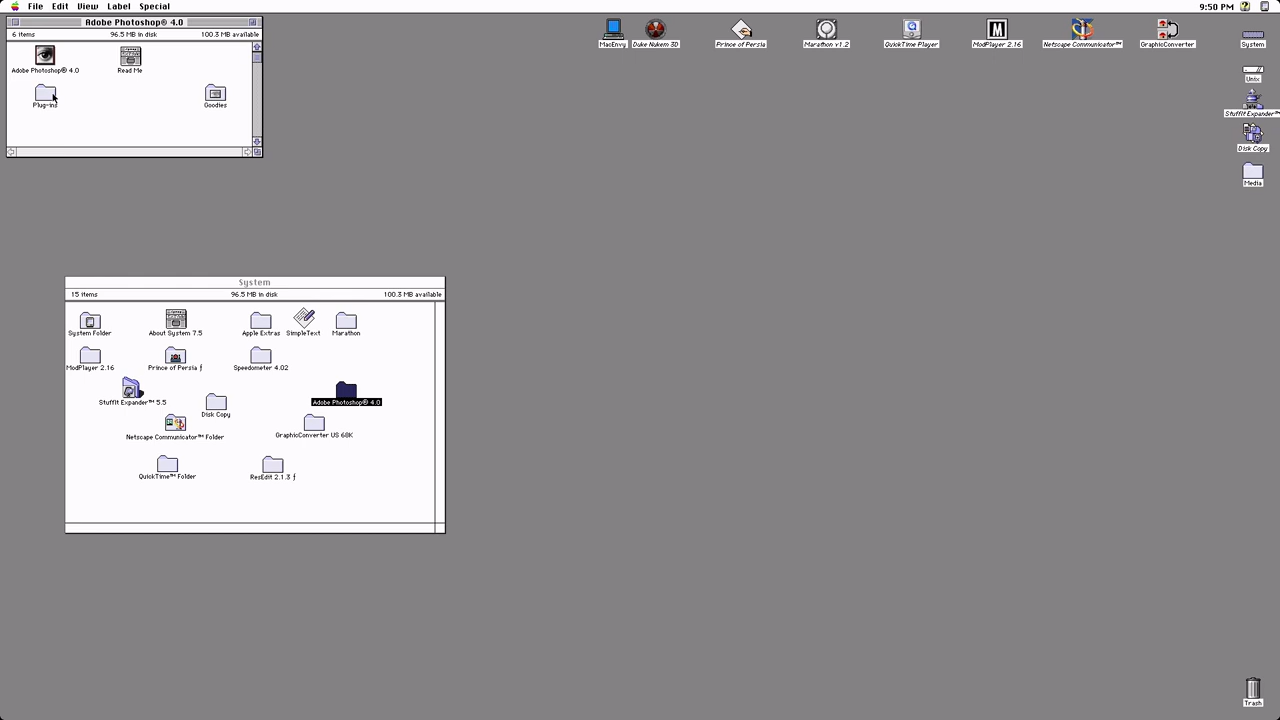 File Edit View Label Special 9:50 PM
Adobe Photoshop® 4.0
6 items 96.5 MB in disk 100.3 MB available
Adobe Photoshop® 4.0 Read Me
Plug-ins Goodies
MacEnvy Duke Nukem 3D Prince of Persia Marathon v1.2 QuickTime Player ModPlayer 2.16 Netscape Communicator™ GraphicConverter System
Unix
StuffIt Expander™
Disk Copy
Media
System
15 items 96.5 MB in disk 100.3 MB available
System Folder About System 7.5 Apple Extras SimpleText Marathon
ModPlayer 2.16 Prince of Persia ƒ Speedometer 4.02
StuffIt Expander™ 5.5 Adobe Photoshop® 4.0
Disk Copy
Netscape Communicator™ Folder GraphicConverter US 68K
QuickTime™ Folder ResEdit 2.1.3 ƒ
Trash